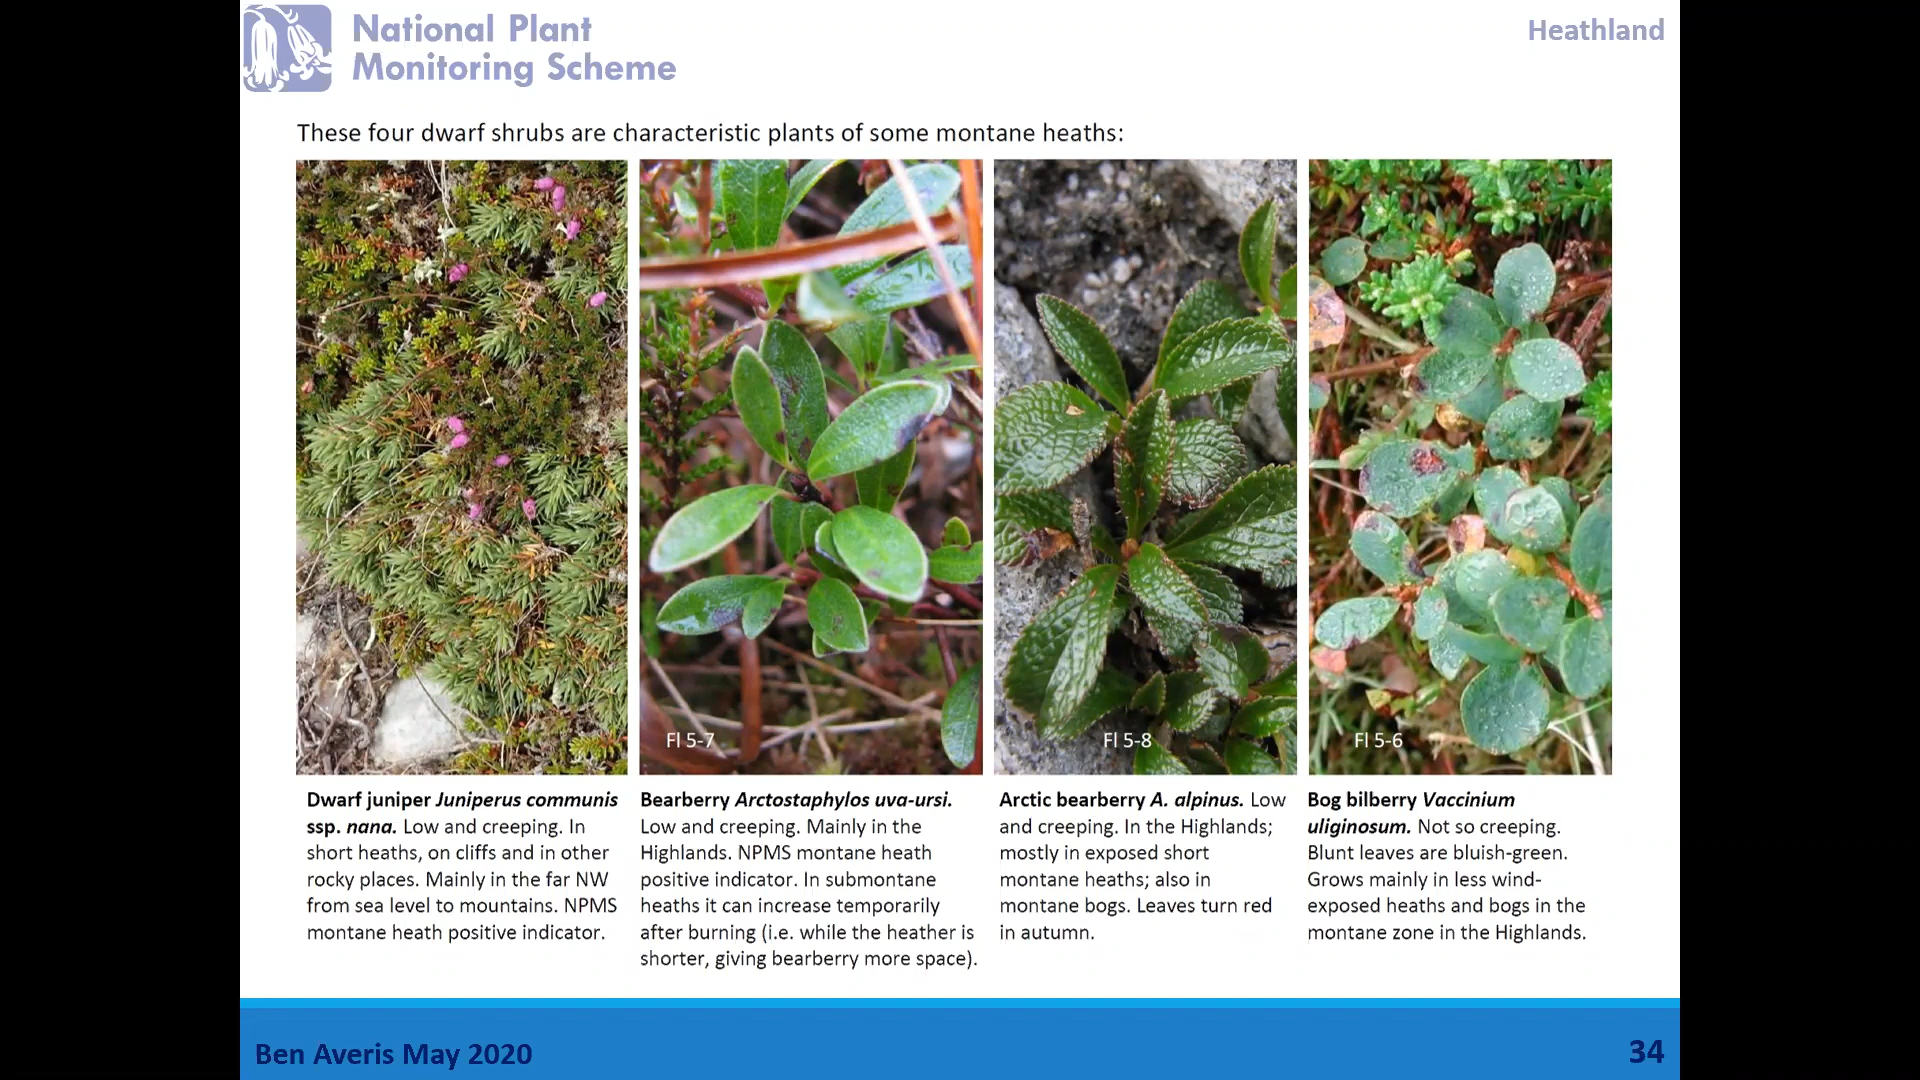 National Plant
Monitoring Scheme
Heathland
These four dwarf shrubs are characteristic plants of some montane heaths:
Fl 5-7
Fl 5-8
Fl 5-6
Dwarf juniper Juniperus communis
ssp. nana. Low and creeping. In
short heaths, on cliffs and in other
rocky places. Mainly in the far NW
from sea level to mountains. NPMS
montane heath positive indicator.
Bearberry Arctostaphylos uva-ursi.
Low and creeping. Mainly in the
Highlands. NPMS montane heath
positive indicator. In submontane
heaths it can increase temporarily
after burning (i.e. while the heather is
shorter, giving bearberry more space).
Arctic bearberry A. alpinus. Low
and creeping. In the Highlands;
mostly in exposed short
montane heaths; also in
montane bogs. Leaves turn red
in autumn.
Bog bilberry Vaccinium
uliginosum. Not so creeping.
Blunt leaves are bluish-green.
Grows mainly in less wind-
exposed heaths and bogs in the
montane zone in the Highlands.
Ben Averis May 2020
34